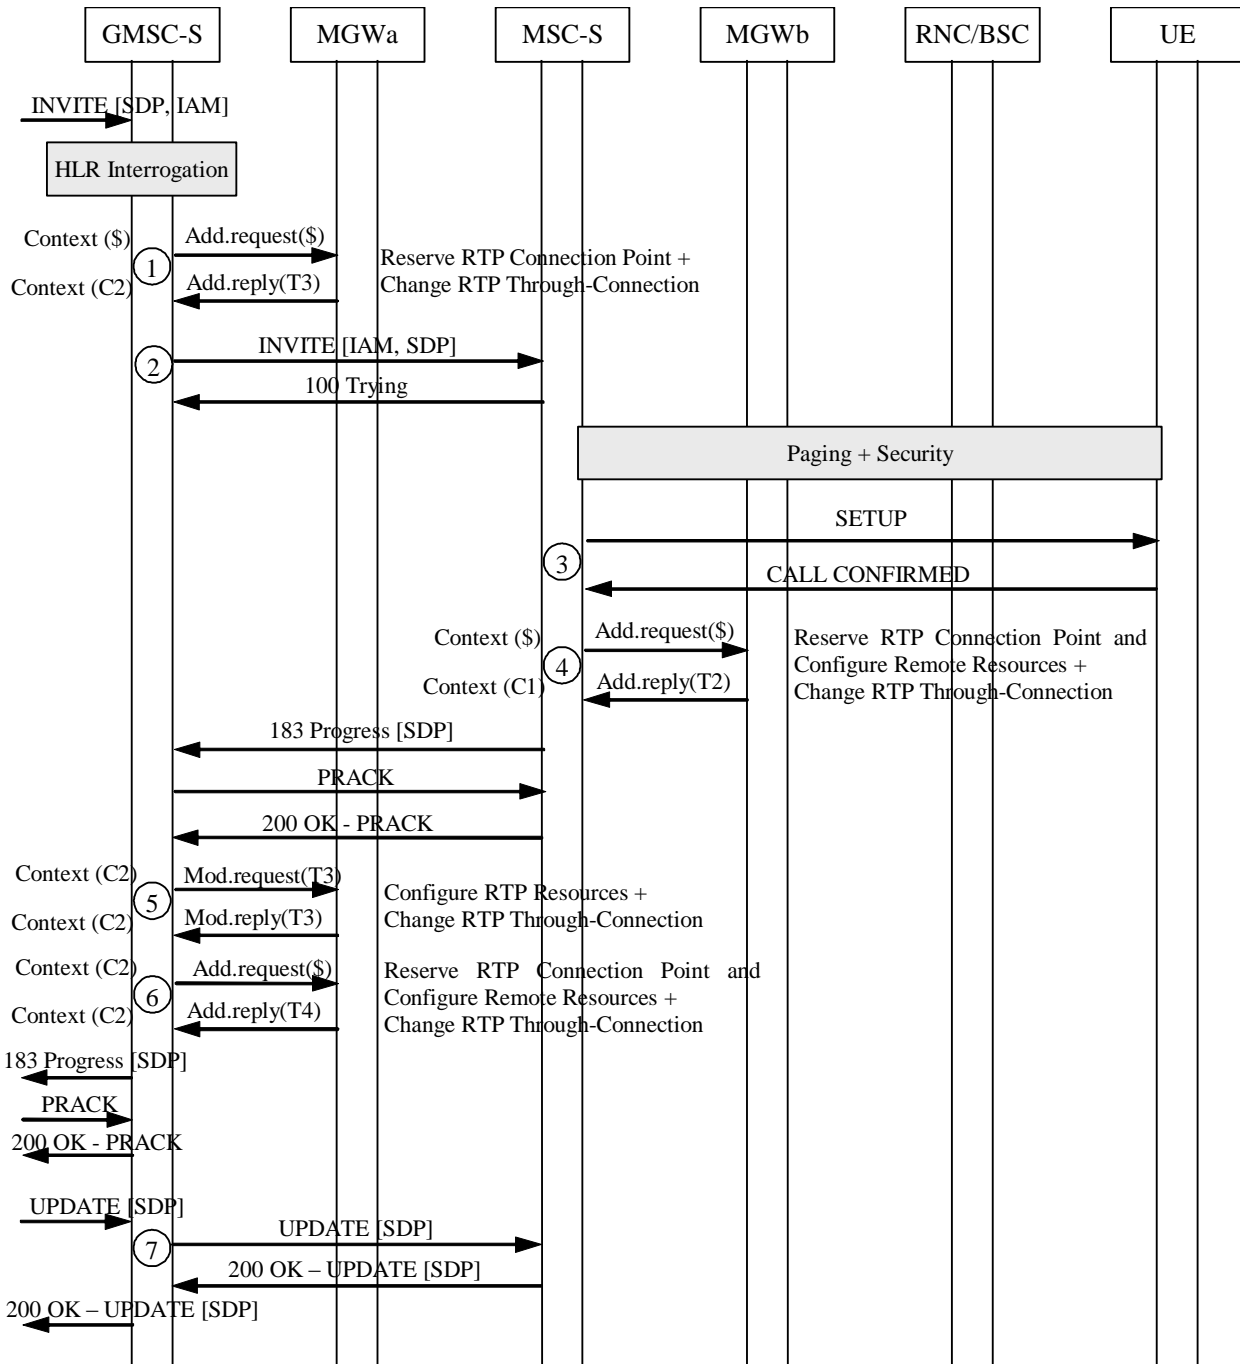 GMSC-S
MGWa
MSC-S
MGWb
RNC/BSC
UE
INVITE [SDP, IAM]
HLR Interrogation
Context ($)
1
Add.request($)
Context (C2)
Add.reply(T3)
Reserve RTP Connection Point +
Change RTP Through-Connection
2
INVITE [IAM, SDP]
100 Trying
Paging + Security
SETUP
3
CALL CONFIRMED
Context ($)
4
Add.request($)
Context (C1)
Add.reply(T2)
Reserve RTP Connection Point and
Configure Remote Resources +
Change RTP Through-Connection
183 Progress [SDP]
PRACK
200 OK - PRACK
Context (C2)
5
Mod.request(T3)
Context (C2)
Mod.reply(T3)
Configure RTP Resources +
Change RTP Through-Connection
Context (C2)
6
Add.request($)
Context (C2)
Add.reply(T4)
Reserve RTP Connection Point and
Configure Remote Resources +
Change RTP Through-Connection
183 Progress [SDP]
PRACK
200 OK - PRACK
UPDATE [SDP]
7
UPDATE [SDP]
200 OK – UPDATE [SDP]
200 OK – UPDATE [SDP]